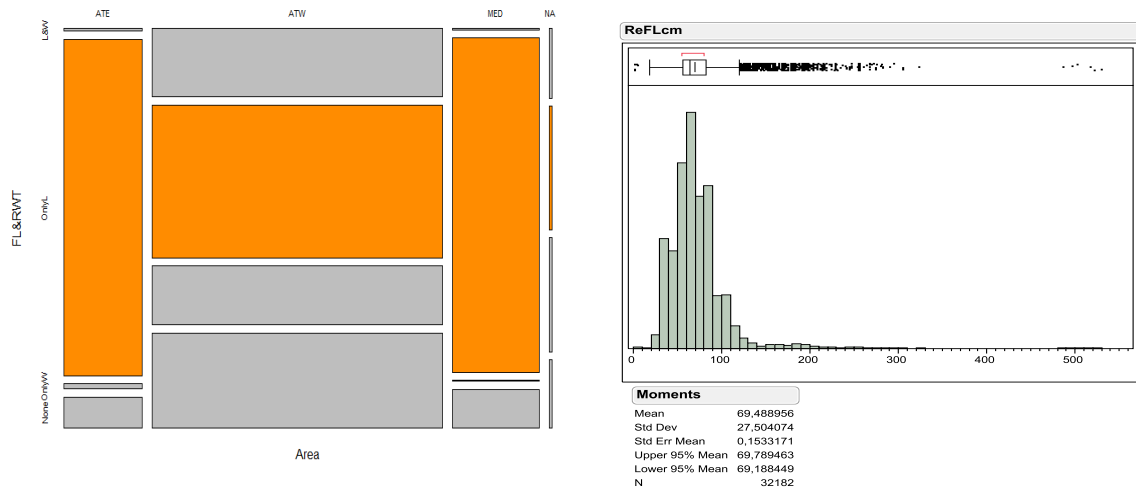 ATE ATW MED NA
L&W
OnlyL
OnlyW
None
FL&RWT
Area
ReFLcm
0 100 200 300 400 500
Moments
Mean 69,488956
Std Dev 27,504074
Std Err Mean 0,1533171
Upper 95% Mean 69,789463
Lower 95% Mean 69,188449
N 32182